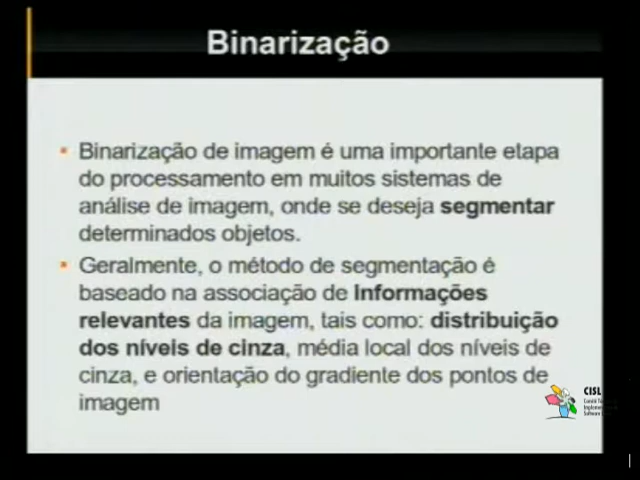 Binarização
Binarização de imagem é uma importante etapa
do processamento em muitos sistemas de
análise de imagem, onde se deseja segmentar
determinados objetos.
Geralmente, o método de segmentação é
baseado na associação de Informações
relevantes da imagem, tais como: distribuição
dos níveis de cinza, média local dos níveis de
cinza, e orientação do gradiente dos pontos de
imagem
CISL
Software